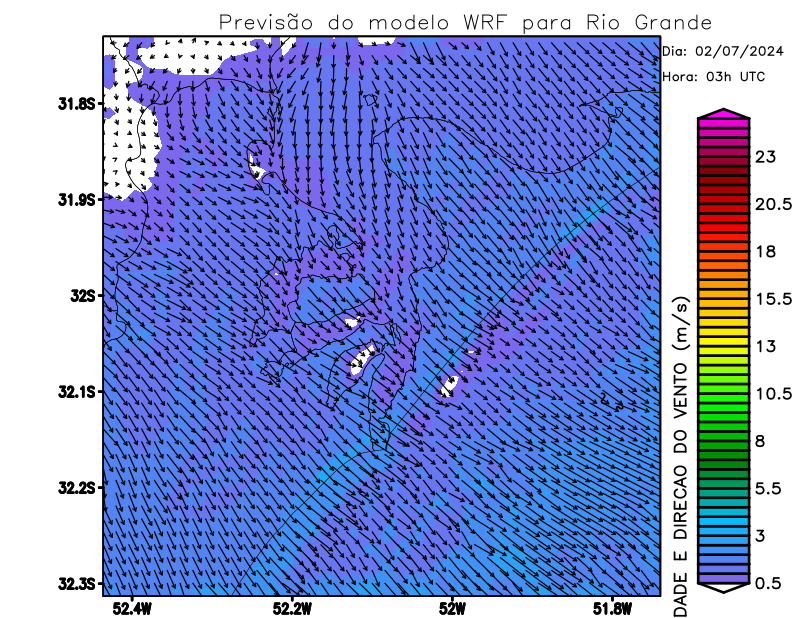 Previsão do modelo WRF para Rio Grande
Dia: 02/07/2024
Hora: 03h UTC
31.8S
31.9S
32S
32.1S
32.2S
32.3S
52.4W
52.2W
52W
51.8W
23
20.5
18
15.5
13
10.5
8
5.5
3
0.5
DADE E DIRECAO DO VENTO (m/s)